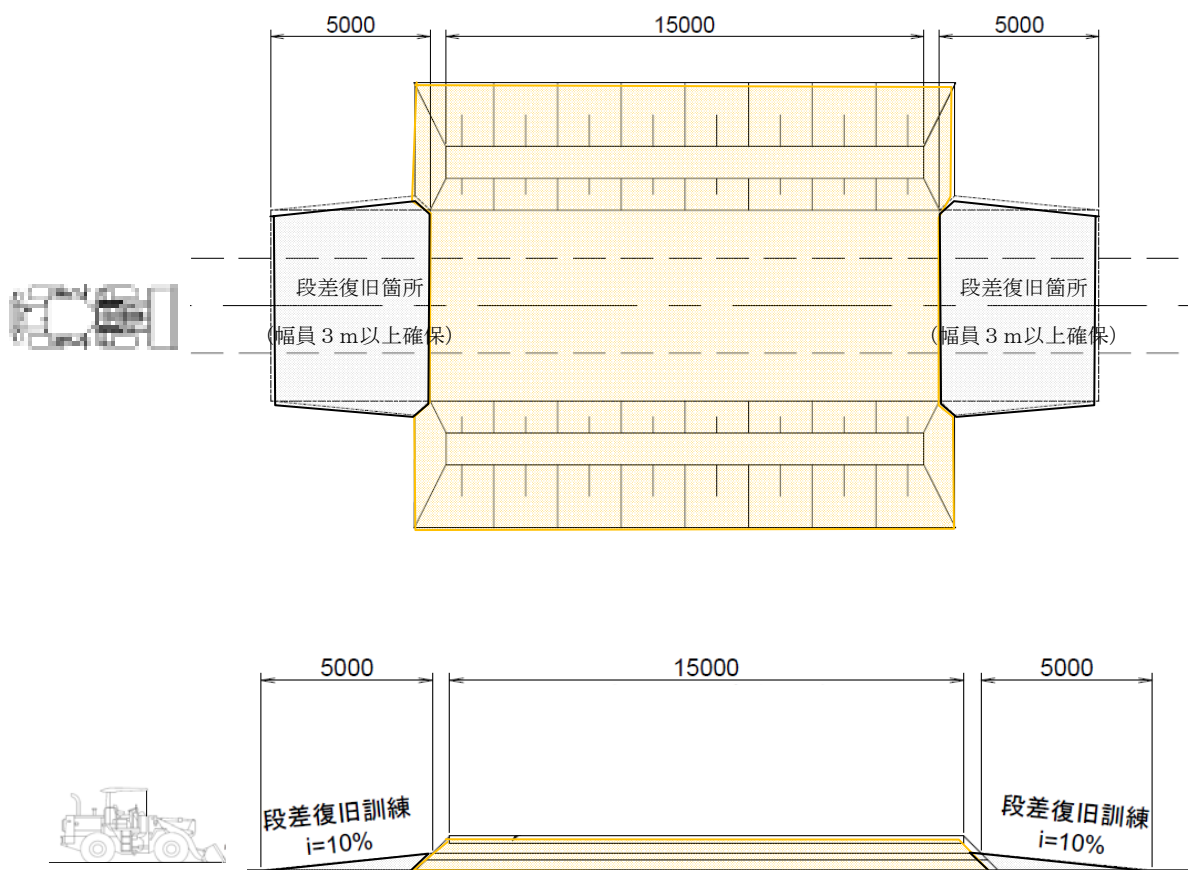 5000 15000 5000
段差復旧箇所 段差復旧箇所
(幅員３ｍ以上確保) (幅員３ｍ以上確保)
5000 15000 5000
段差復旧訓練 段差復旧訓練
i=10% i=10%